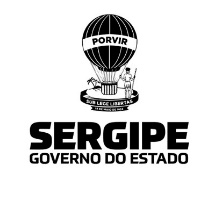 PORVIR
SUB LEGE LIBERTAS
SERGIPE
GOVERNO DO ESTADO